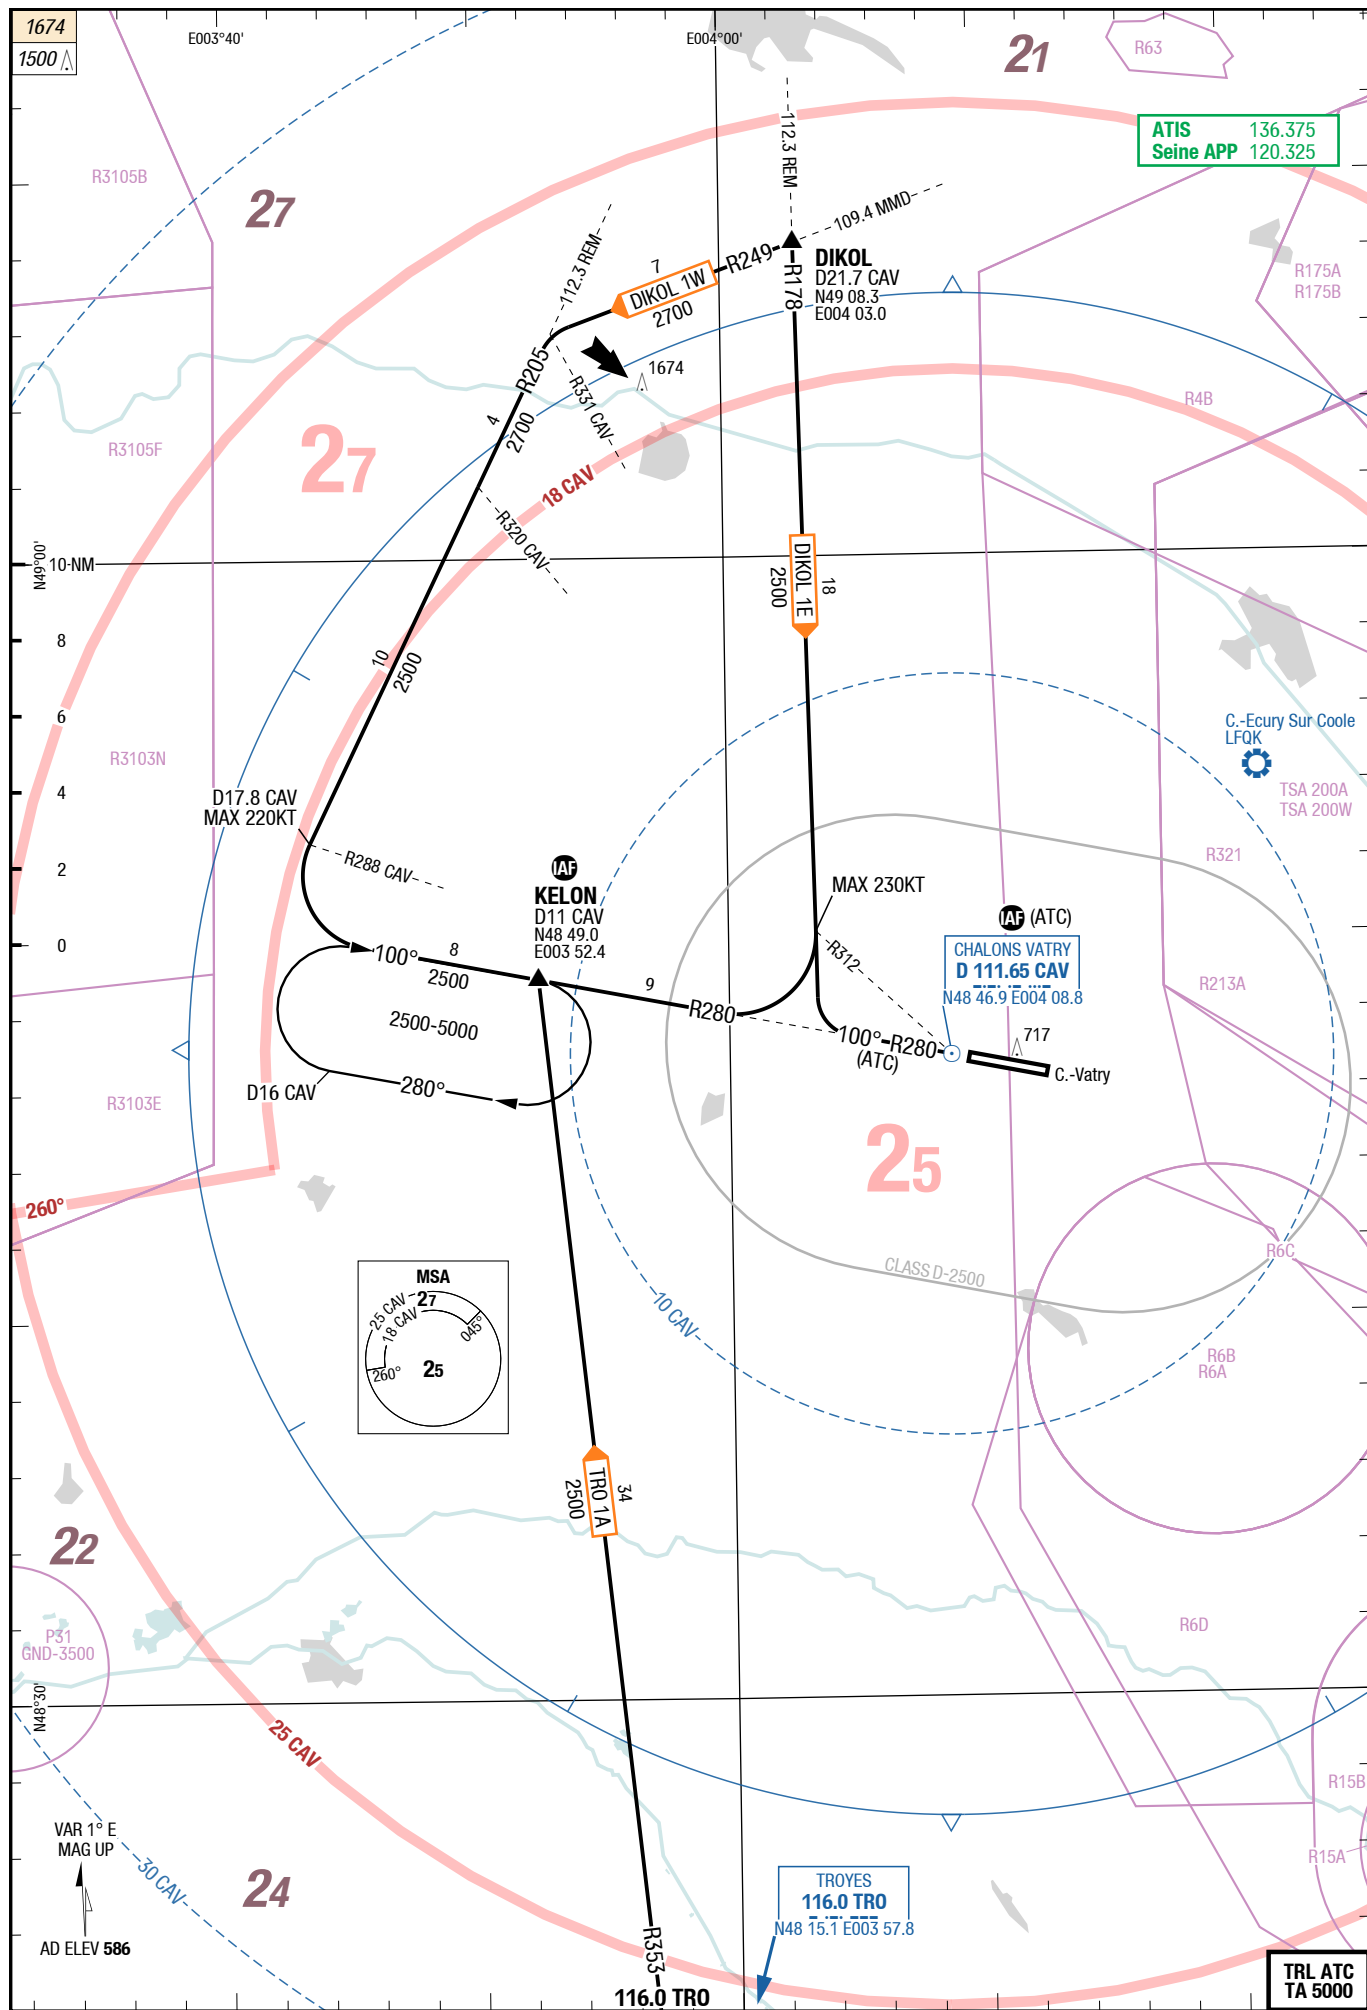 1674
1500
E003°40'
E004°00'
21
R63
ATIS 136.375
Seine APP 120.325
R3105B
27
112.3 REM
109.4 MMD
112.3 REM
7
DIKOL 1W
2700
R249
R178
DIKOL
D21.7 CAV
N49 08.3
E004 03.0
R175A
R175B
R205
1674
R331 CAV
4
2700
R4B
R3105F
27
18 CAV
R320 CAV
N49°00'
10 NM
8
6
4
2
0
DIKOL 1E
2500
18
10
2500
C.-Ecury Sur Coole
LFQK
R3103N
TSA 200A
TSA 200W
D17.8 CAV
MAX 220KT
R288 CAV
R321
IAF
KELON
D11 CAV
N48 49.0
E003 52.4
MAX 230KT
IAF (ATC)
R312
CHALONS VATRY
D 111.65 CAV
N48 46.9 E004 08.8
100°
8
2500
9
R280
R213A
2500-5000
100°-R280
(ATC)
717
C.-Vatry
D16 CAV
280°
R3103E
25
260°
R6C
CLASS D-2500
MSA
25 CAV
27
18 CAV
045°
260°
25
10 CAV
R6B
R6A
TRO 1A
2500
34
22
P31
GND-3500
R6D
N48°30'
25 CAV
R15B
VAR 1° E
MAG UP
30 CAV
24
R15A
TROYES
116.0 TRO
N48 15.1 E003 57.8
AD ELEV 586
R353
116.0 TRO
TRL ATC
TA 5000